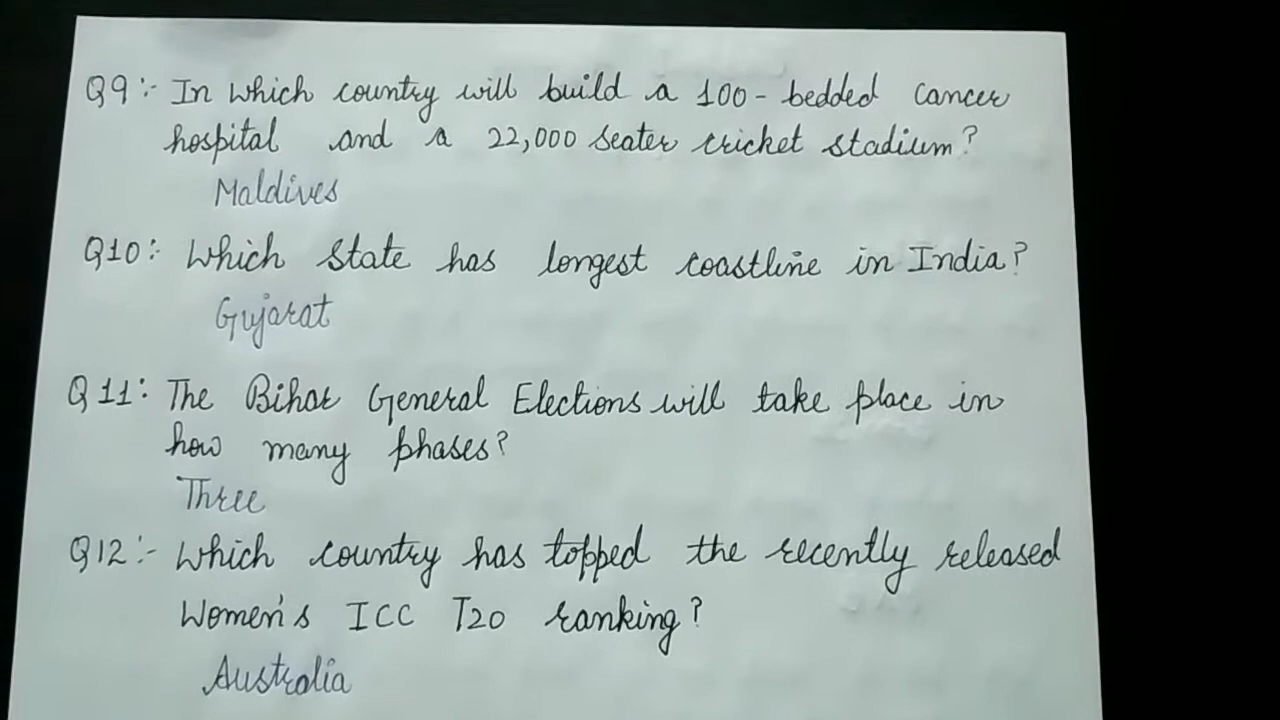 Q9:- In which country will build a 100-bedded cancer
hospital and a 22,000 seater cricket stadium?
Maldives
Q10:- Which state has longest coastline in India?
Gujarat
Q11: The Bihar General Elections will take place in
how many phases?
Three
Q12:- Which country has topped the recently released
Women's ICC T20 ranking?
Australia